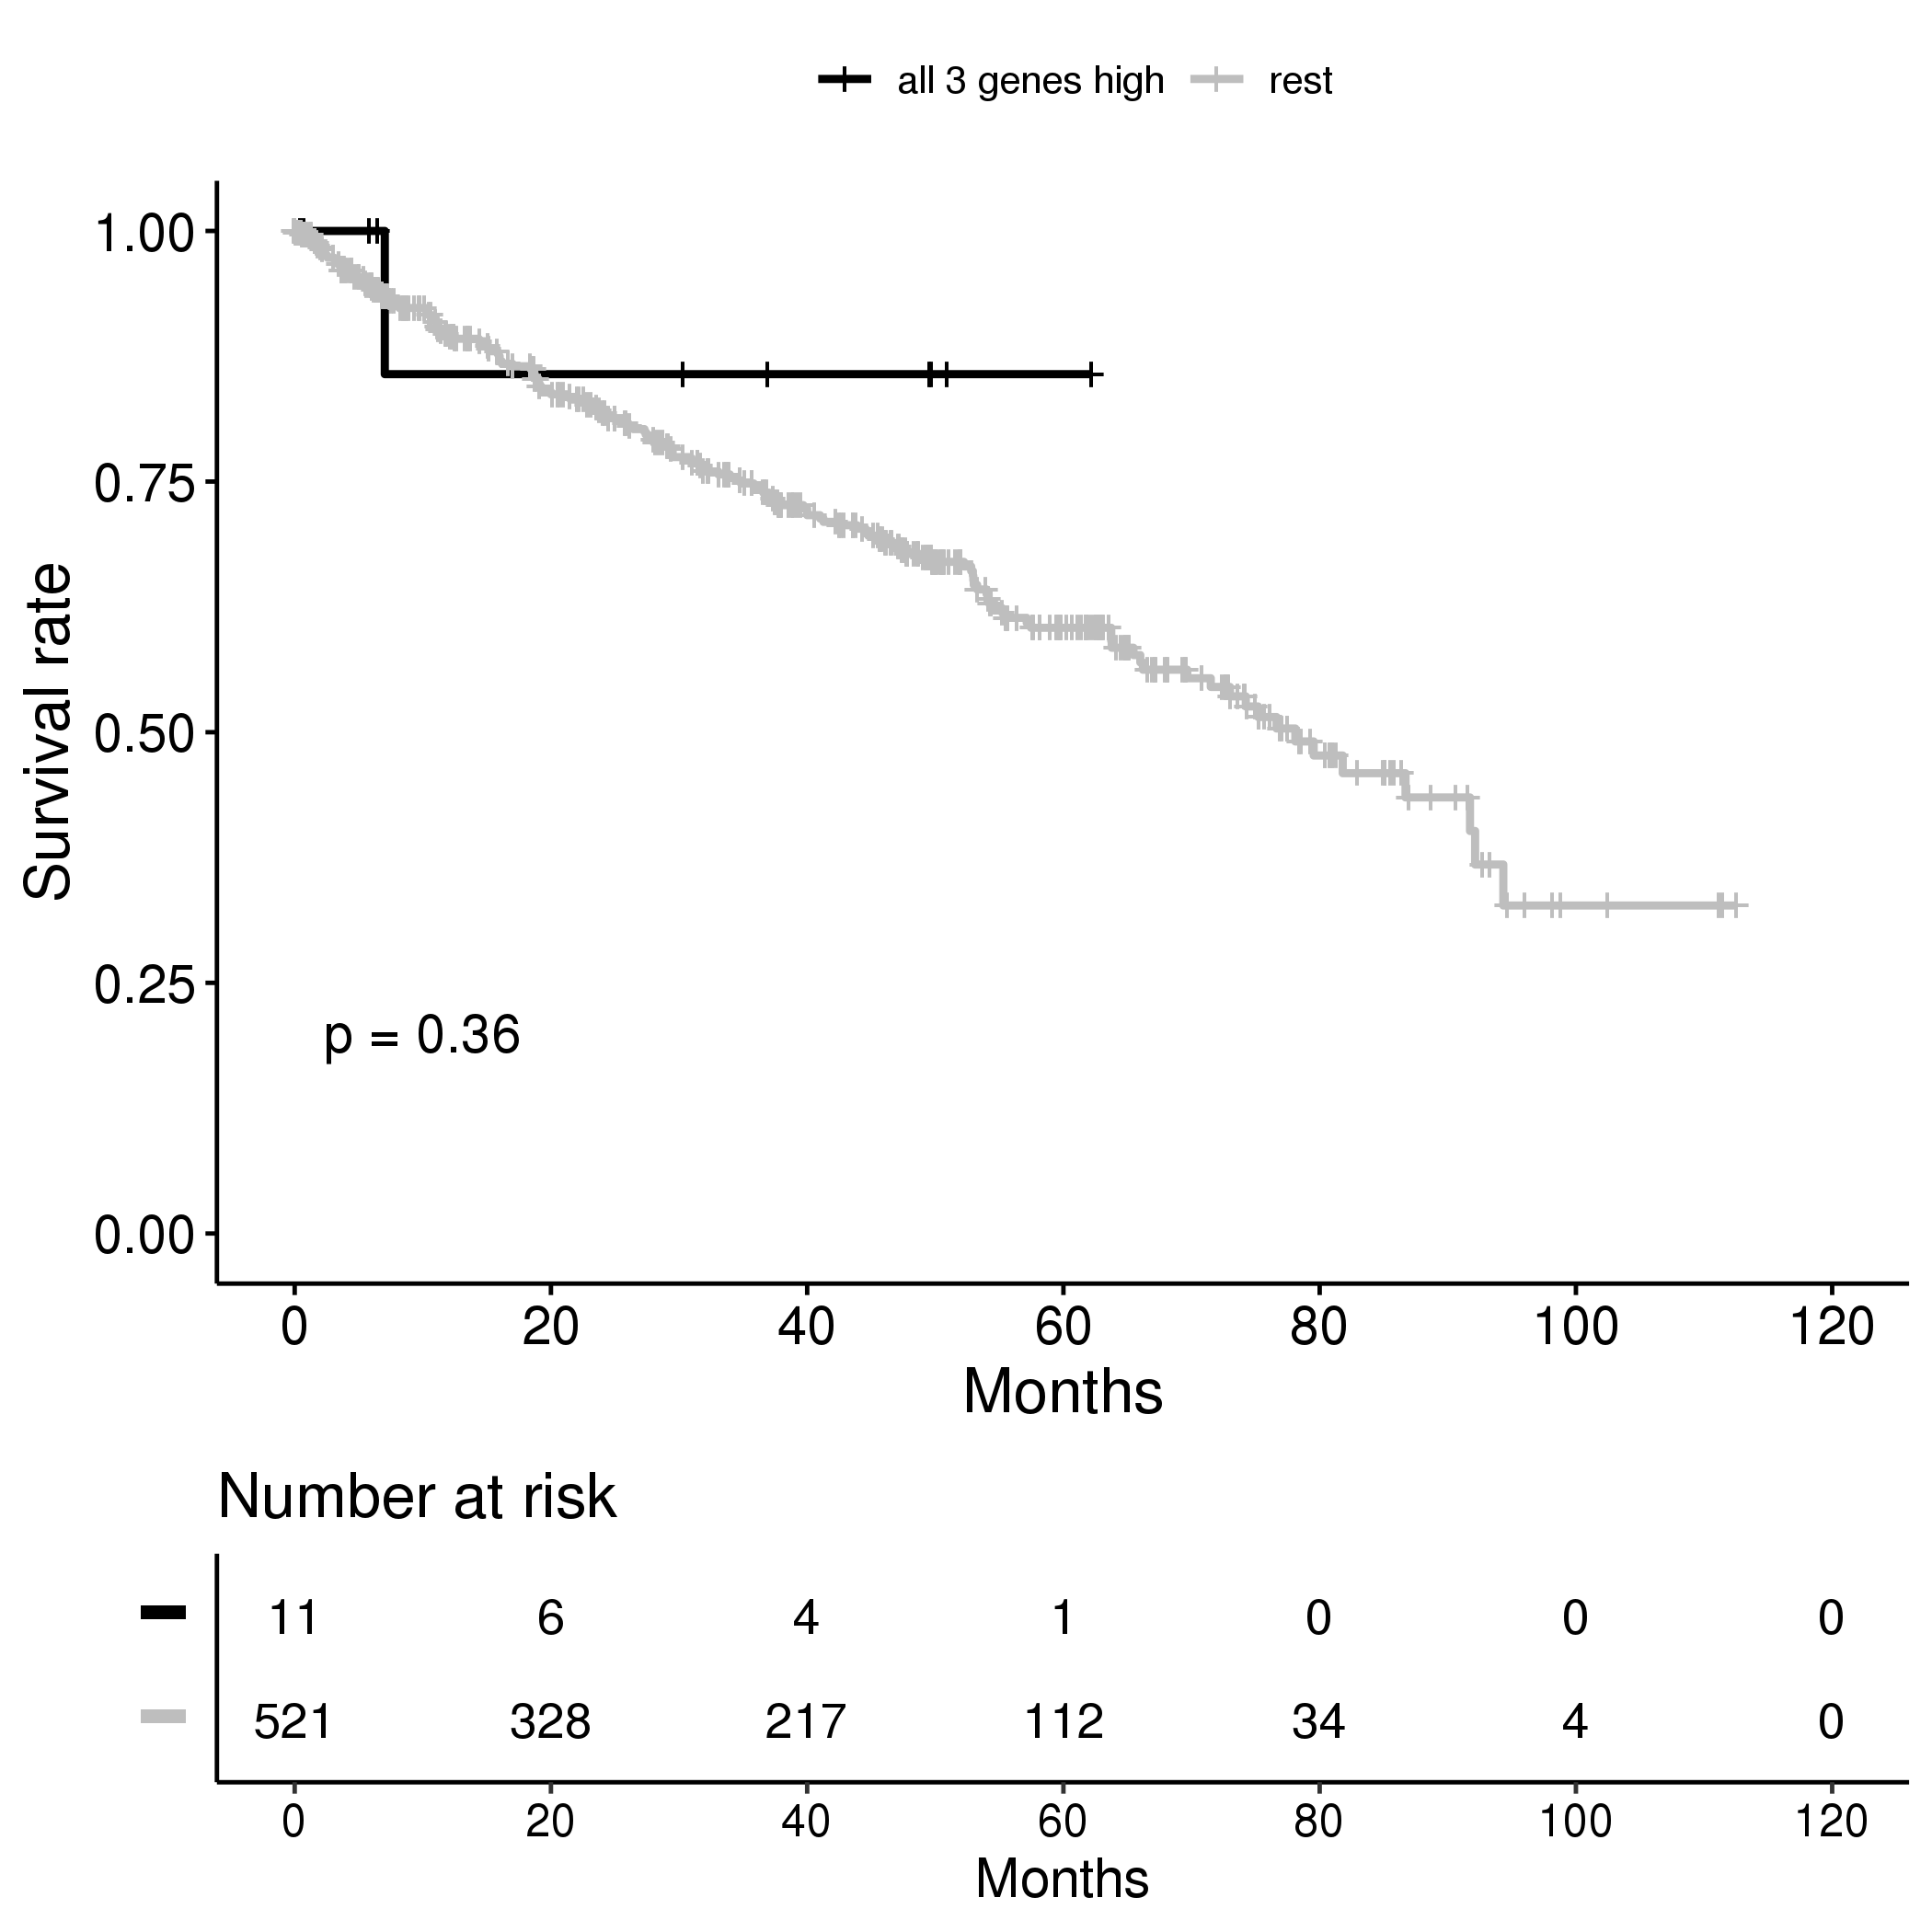 all 3 genes high rest
1.00
0.75
0.50
0.25
0.00
Survival rate
p = 0.36
0 20 40 60 80 100 120
Months
Number at risk
11 6 4 1 0 0 0
521 328 217 112 34 4 0
0 20 40 60 80 100 120
Months